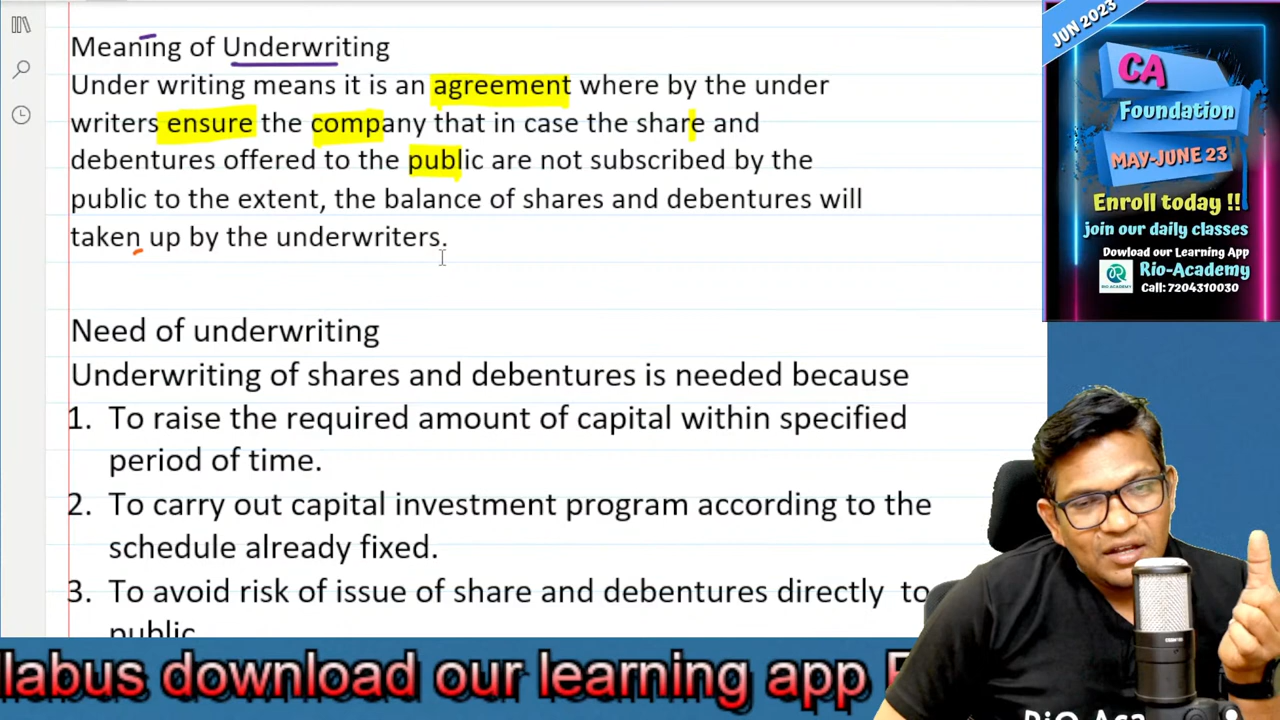 Meaning of Underwriting
Under writing means it is an agreement where by the under
writers ensure the company that in case the share and
debentures offered to the public are not subscribed by the
public to the extent, the balance of shares and debentures will
taken up by the underwriters.
Need of underwriting
Underwriting of shares and debentures is needed because
1. To raise the required amount of capital within specified
period of time.
2. To carry out capital investment program according to the
schedule already fixed.
3. To avoid risk of issue of share and debentures directly to
public
JUN 2023
CA
Foundation
MAY-JUNE 23
Enroll today !!
join our daily classes
Dowload our Learning App
RIO ACADEMY
Rio-Academy
Call: 7204310030
llabus download our learning app